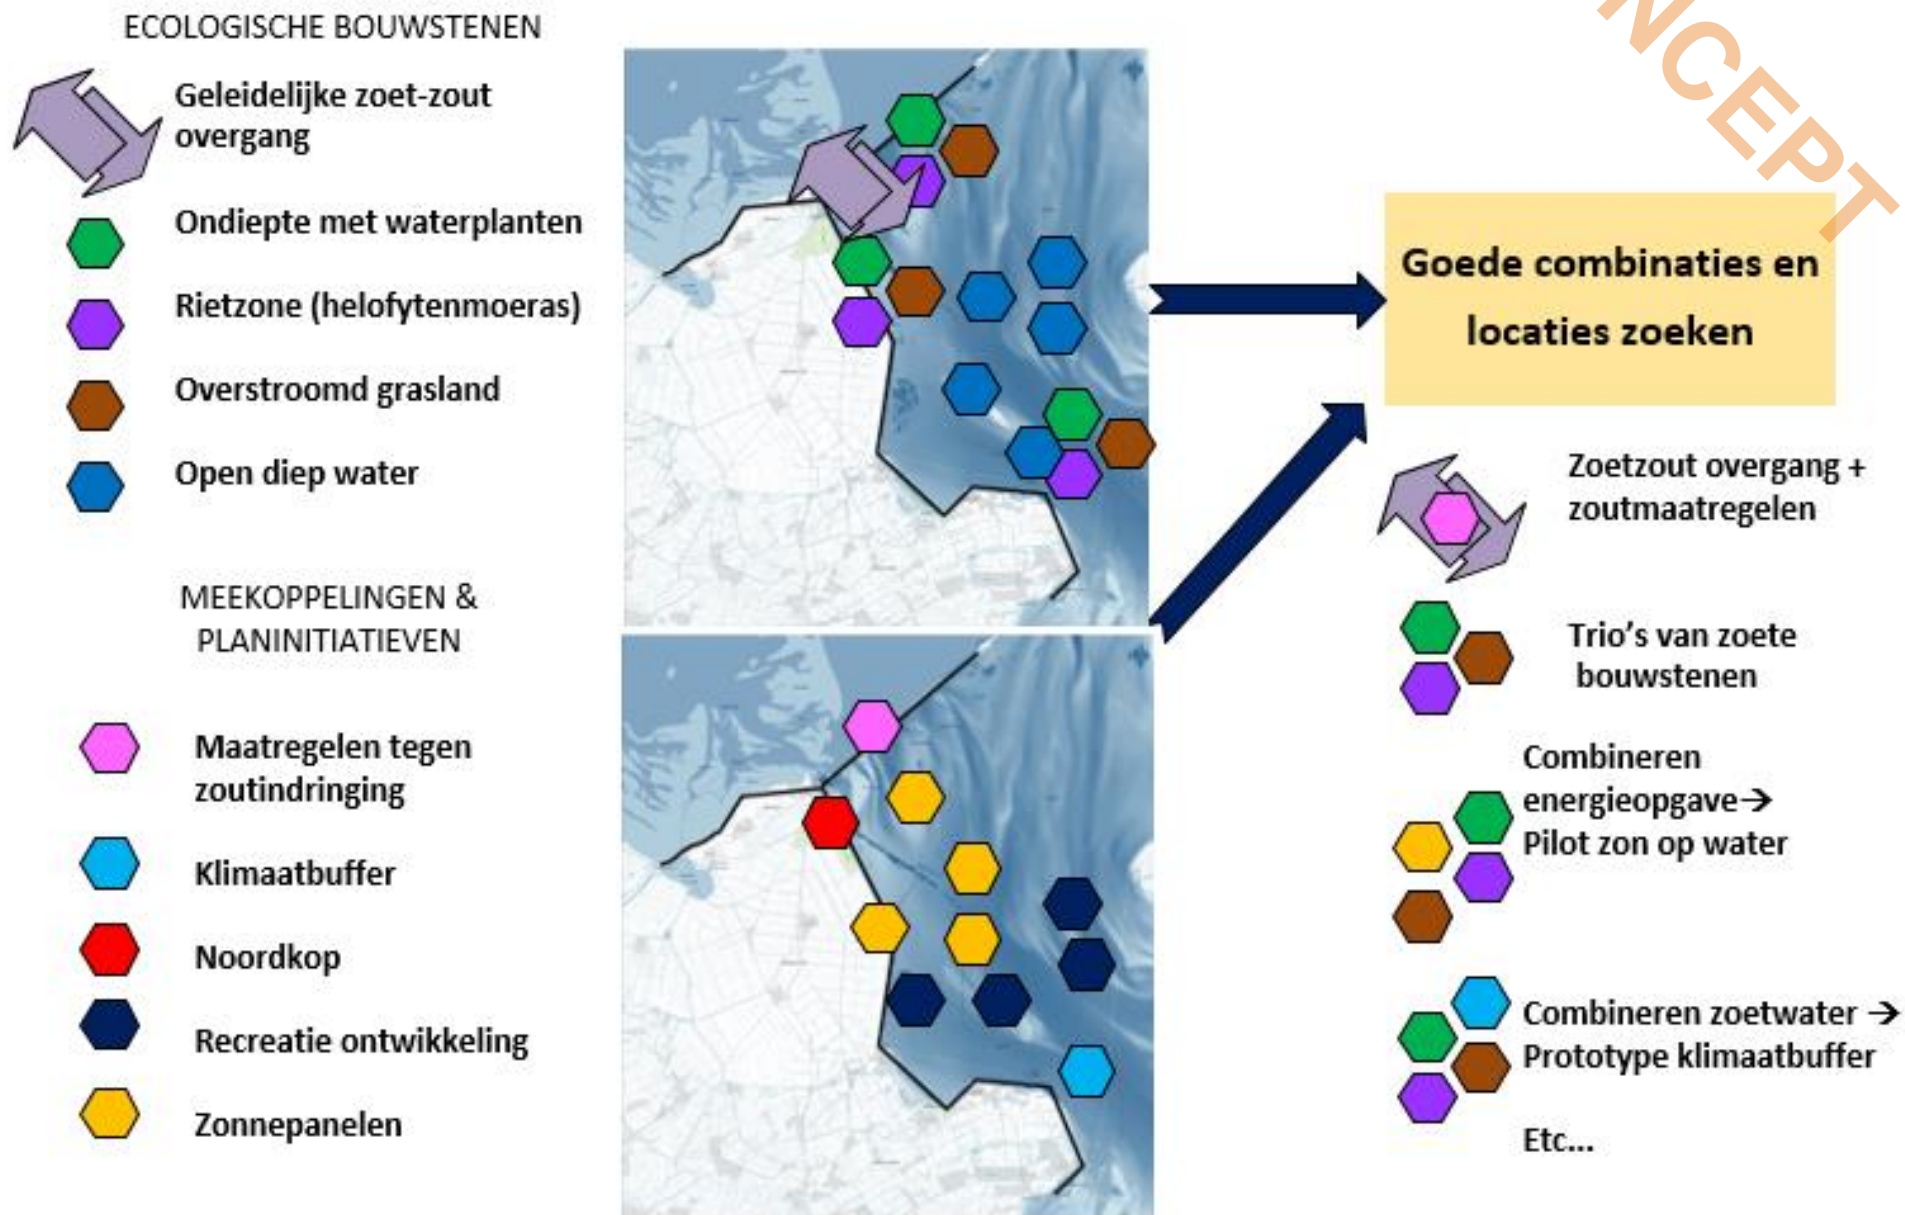 ECOLOGISCHE BOUWSTENEN
Geleidelijke zoet-zout
overgang
Ondiepte met waterplanten
Rietzone (helofytenmoeras)
Overstroomd grasland
Open diep water
MEEKOPPELINGEN &
PLANINITIATIEVEN
Maatregelen tegen
zoutindringing
Klimaatbuffer
Noordkop
Recreatie ontwikkeling
Zonnepanelen
NCEPT
Goede combinaties en
locaties zoeken
Zoetzout overgang +
zoutmaatregelen
Trio's van zoete
bouwstenen
Combineren
energieopgave→
Pilot zon op water
Combineren zoetwater →
Prototype klimaatbuffer
Etc...